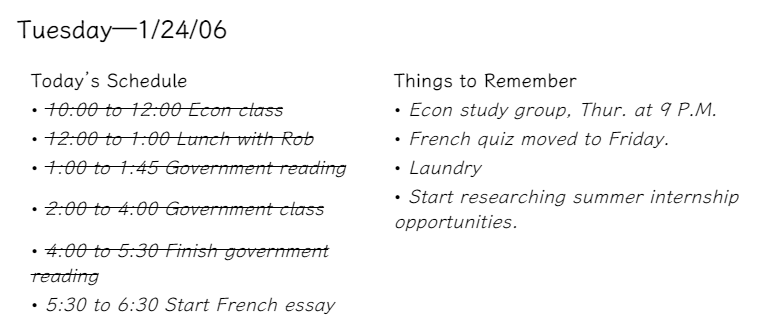 Tuesday—1/24/06
Today's Schedule
• 10:00 to 12:00 Econ class
• 12:00 to 1:00 Lunch with Rob
• 1:00 to 1:45 Government reading
• 2:00 to 4:00 Government class
• 4:00 to 5:30 Finish government
reading
• 5:30 to 6:30 Start French essay
Things to Remember
• Econ study group, Thur. at 9 P.M.
• French quiz moved to Friday.
• Laundry
• Start researching summer internship
opportunities.